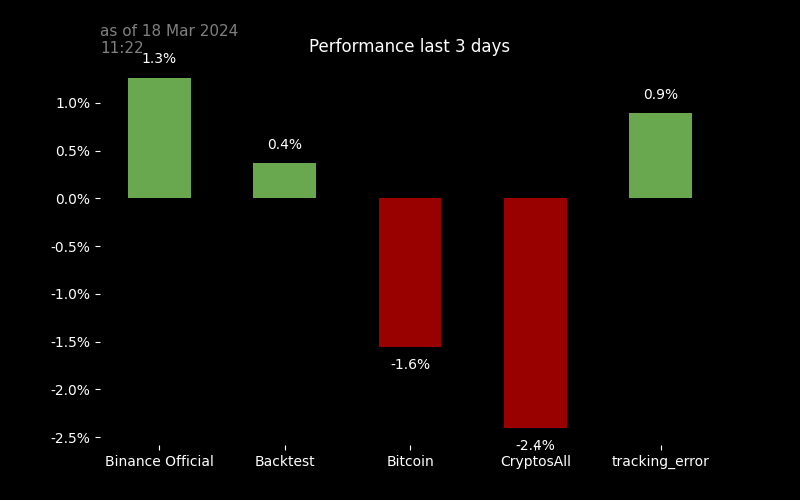 as of 18 Mar 2024
11:22
Performance last 3 days
1.3%
0.4%
-1.6%
-2.4%
0.9%
1.0%
0.5%
0.0%
-0.5%
-1.0%
-1.5%
-2.0%
-2.5%
Binance Official
Backtest
Bitcoin
CryptosAll
tracking_error